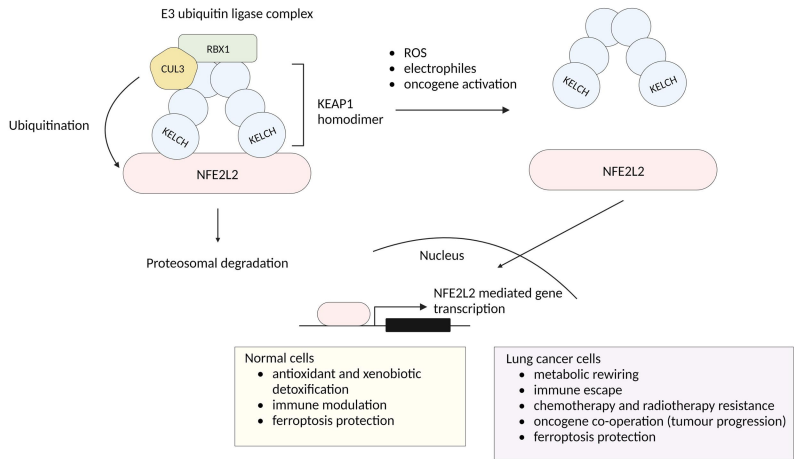 E3 ubiquitin ligase complex
RBX1
CUL3
KELCH
KELCH
Ubiquitination
KEAP1
homodimer
NFE2L2
Proteosomal degradation
• ROS
• electrophiles
• oncogene activation
KELCH
KELCH
NFE2L2
Nucleus
NFE2L2 mediated gene
transcription
Normal cells
• antioxidant and xenobiotic
detoxification
• immune modulation
• ferroptosis protection
Lung cancer cells
• metabolic rewiring
• immune escape
• chemotherapy and radiotherapy resistance
• oncogene co-operation (tumour progression)
• ferroptosis protection